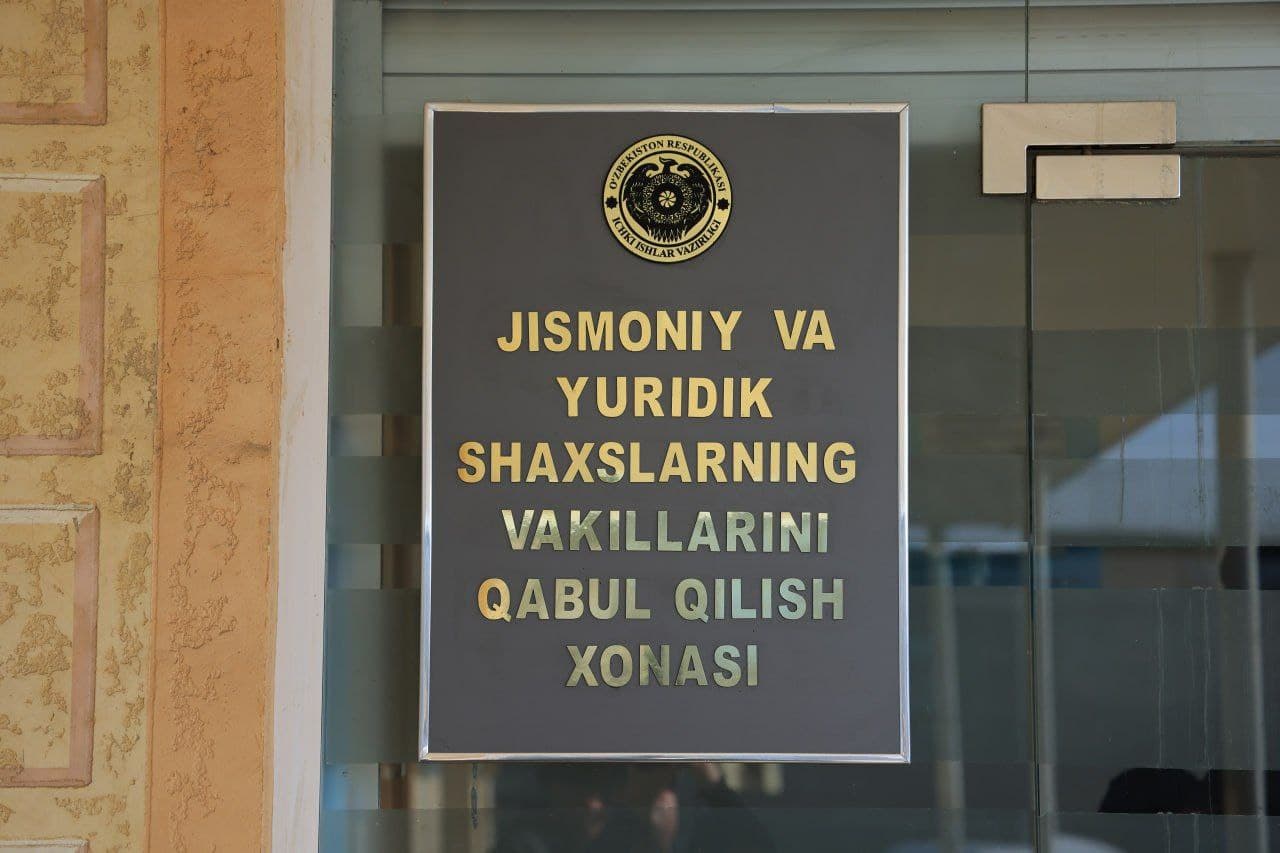 O'ZBEKISTON RESPUBLIKASI
ICHKI ISHLAR VAZIRLIGI
JISMONIY VA
YURIDIK
SHAXSLARNING
VAKILLARINI
QABUL QILISH
XONASI